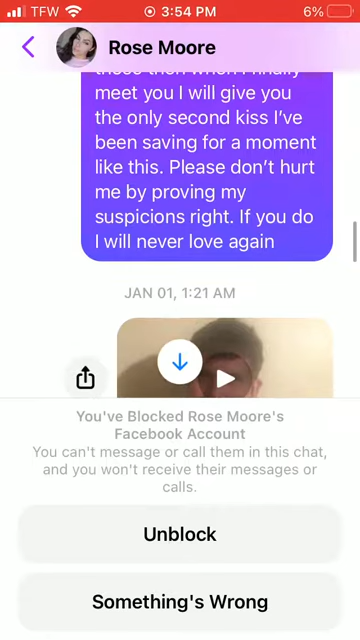 TFW 3:54 PM 6%
Rose Moore
those then when I finally
meet you I will give you
the only second kiss I've
been saving for a moment
like this. Please don't hurt
me by proving my
suspicions right. If you do
I will never love again
JAN 01, 1:21 AM
You've Blocked Rose Moore's
Facebook Account
You can't message or call them in this chat,
and you won't receive their messages or
calls.
Unblock
Something's Wrong